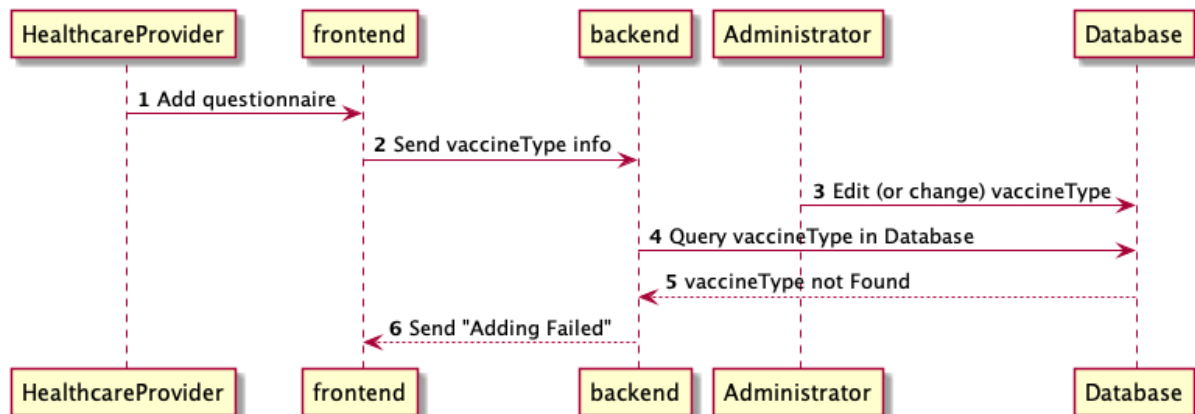 HealthcareProvider
frontend
backend
Administrator
Database
1 Add questionnaire
2 Send vaccineType info
3 Edit (or change) vaccineType
4 Query vaccineType in Database
5 vaccineType not Found
6 Send "Adding Failed"
HealthcareProvider
frontend
backend
Administrator
Database